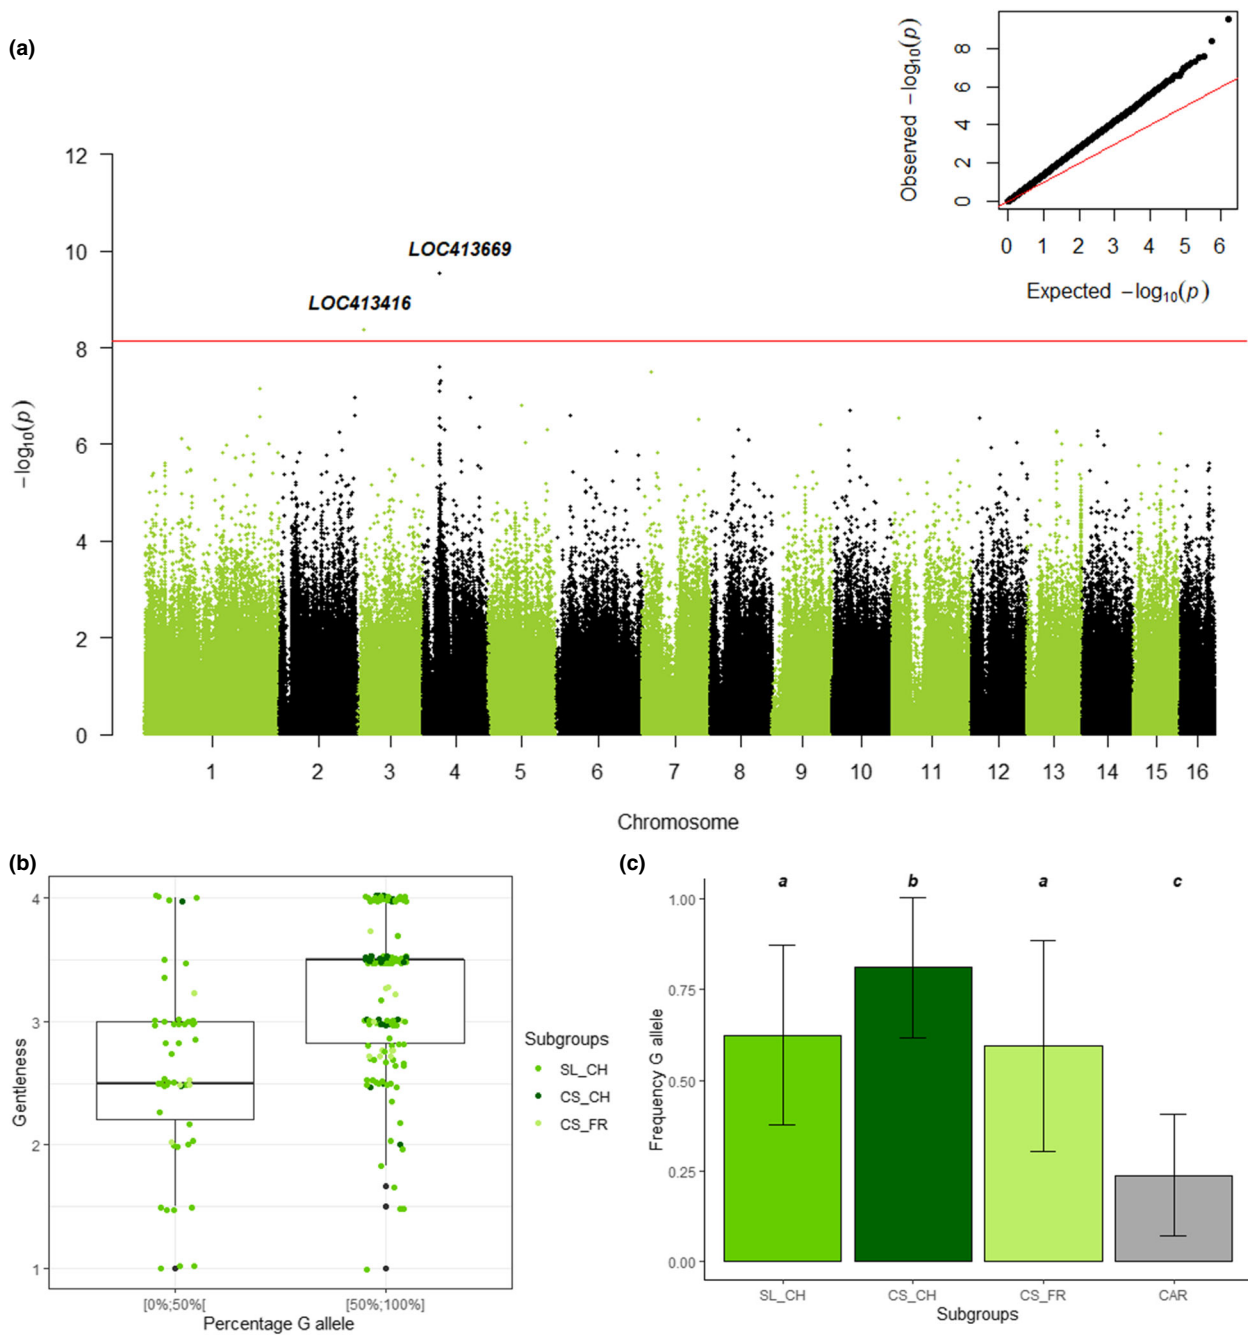 (a)
Observed −log₁₀(p)
8
6
4
2
0
0 1 2 3 4 5 6
Expected −log₁₀(p)
12
10
8
6
4
2
0
−log₁₀(p)
LOC413669
LOC413416
1 2 3 4 5 6 7 8 9 10 11 12 13 14 15 16
Chromosome
(b)
Gentleness
4
3
2
1
[0%;50%[ [50%;100%]
Percentage G allele
Subgroups
SL_CH
CS_CH
CS_FR
(c)
Frequency G allele
1.00
0.75
0.50
0.25
0.00
a b a c
SL_CH CS_CH CS_FR CAR
Subgroups